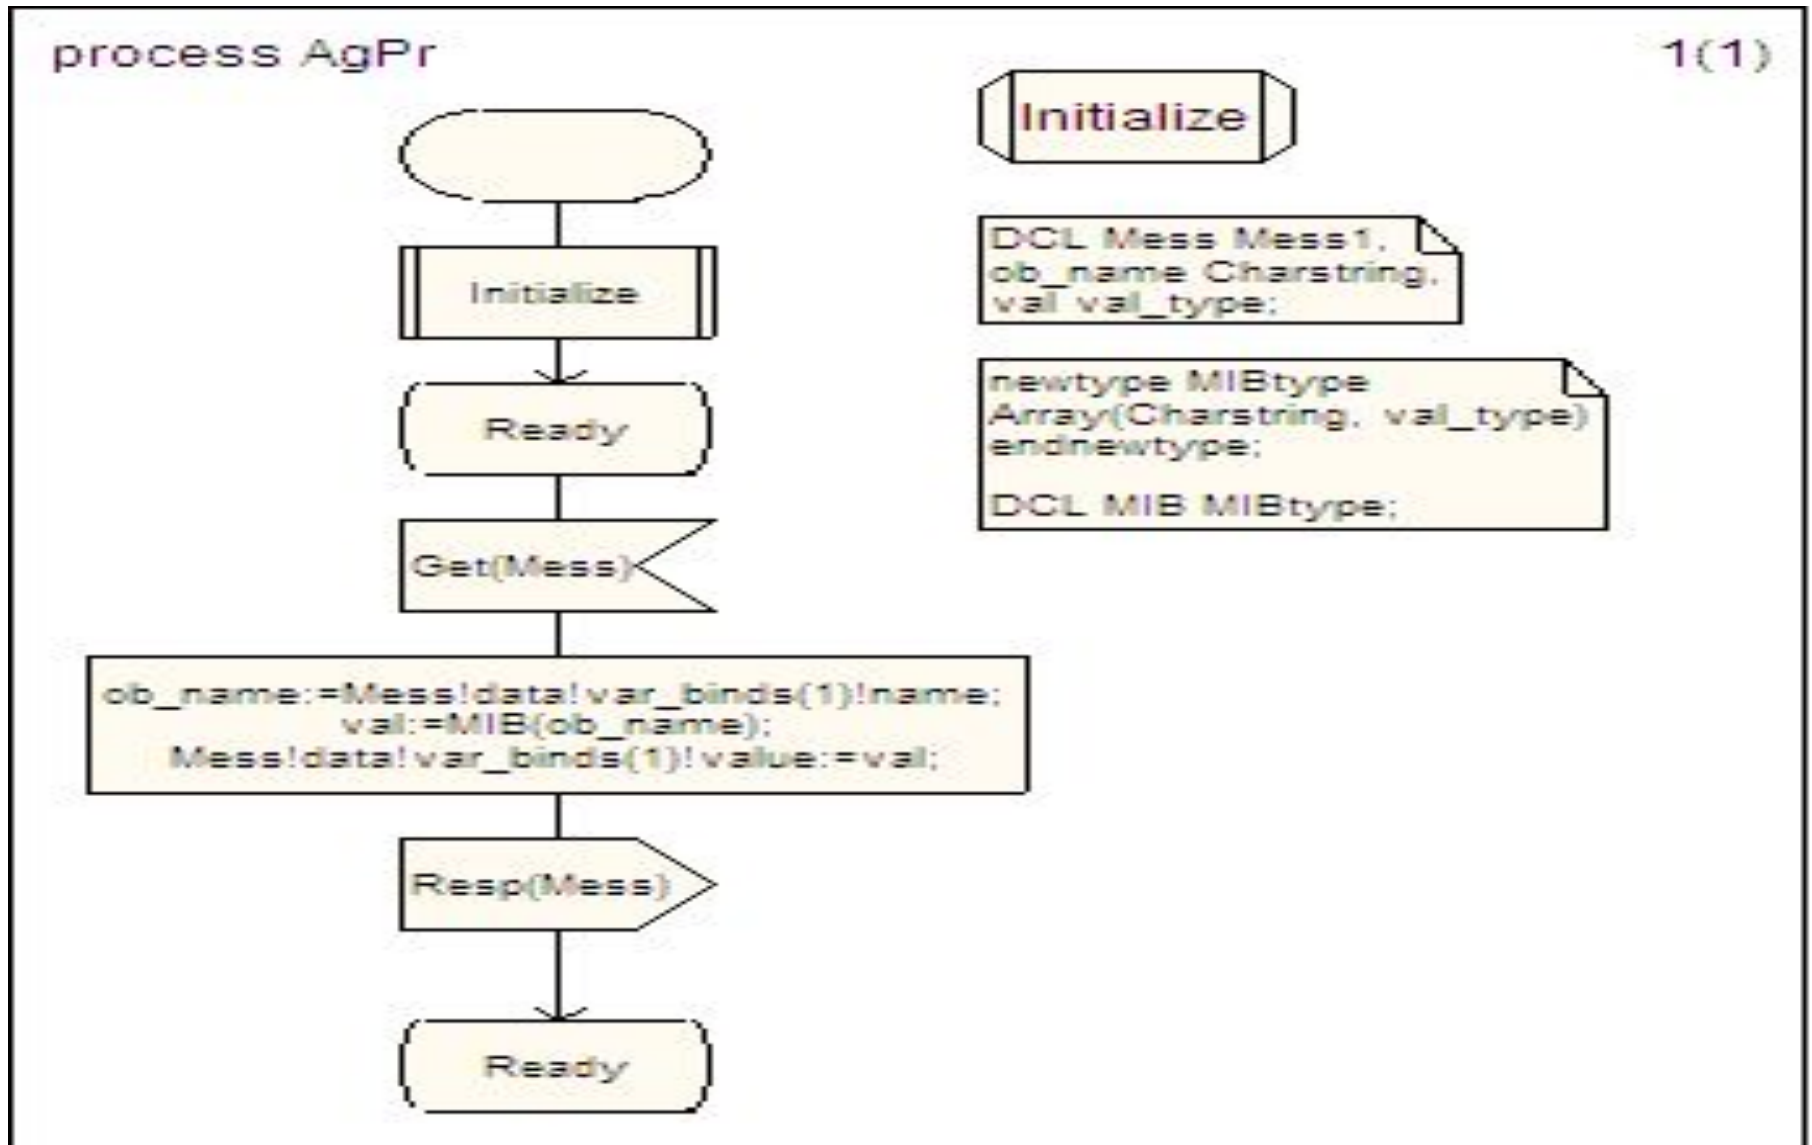 process AgPr
1(1)
Initialize
Initialize
DCL Mess Mess1,
ob_name Charstring,
val val_type;
Ready
newtype MIBtype
Array(Charstring, val_type)
endnewtype;
DCL MIB MIBtype;
Get(Mess)
ob_name:=Mess!data!var_binds(1)!name;
val:=MIB(ob_name);
Mess!data!var_binds(1)!value:=val;
Resp(Mess)
Ready